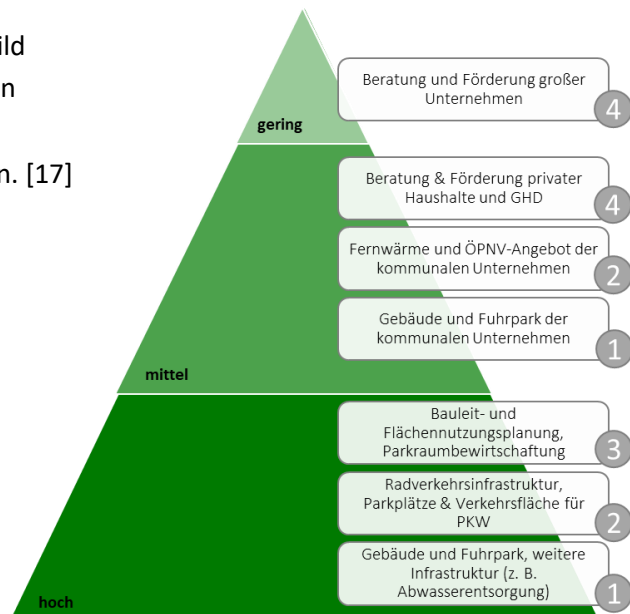 ild
n
n. [17]
gering
Beratung und Förderung großer
Unternehmen
4
Beratung & Förderung privater
Haushalte und GHD
4
Fernwärme und ÖPNV-Angebot der
kommunalen Unternehmen
2
Gebäude und Fuhrpark der
kommunalen Unternehmen
1
mittel
Bauleit- und
Flächennutzungsplanung,
Parkraumbewirtschaftung
3
Radverkehrsinfrastruktur,
Parkplätze & Verkehrsfläche für
PKW
2
Gebäude und Fuhrpark, weitere
Infrastruktur (z. B.
Abwasserentsorgung)
1
hoch